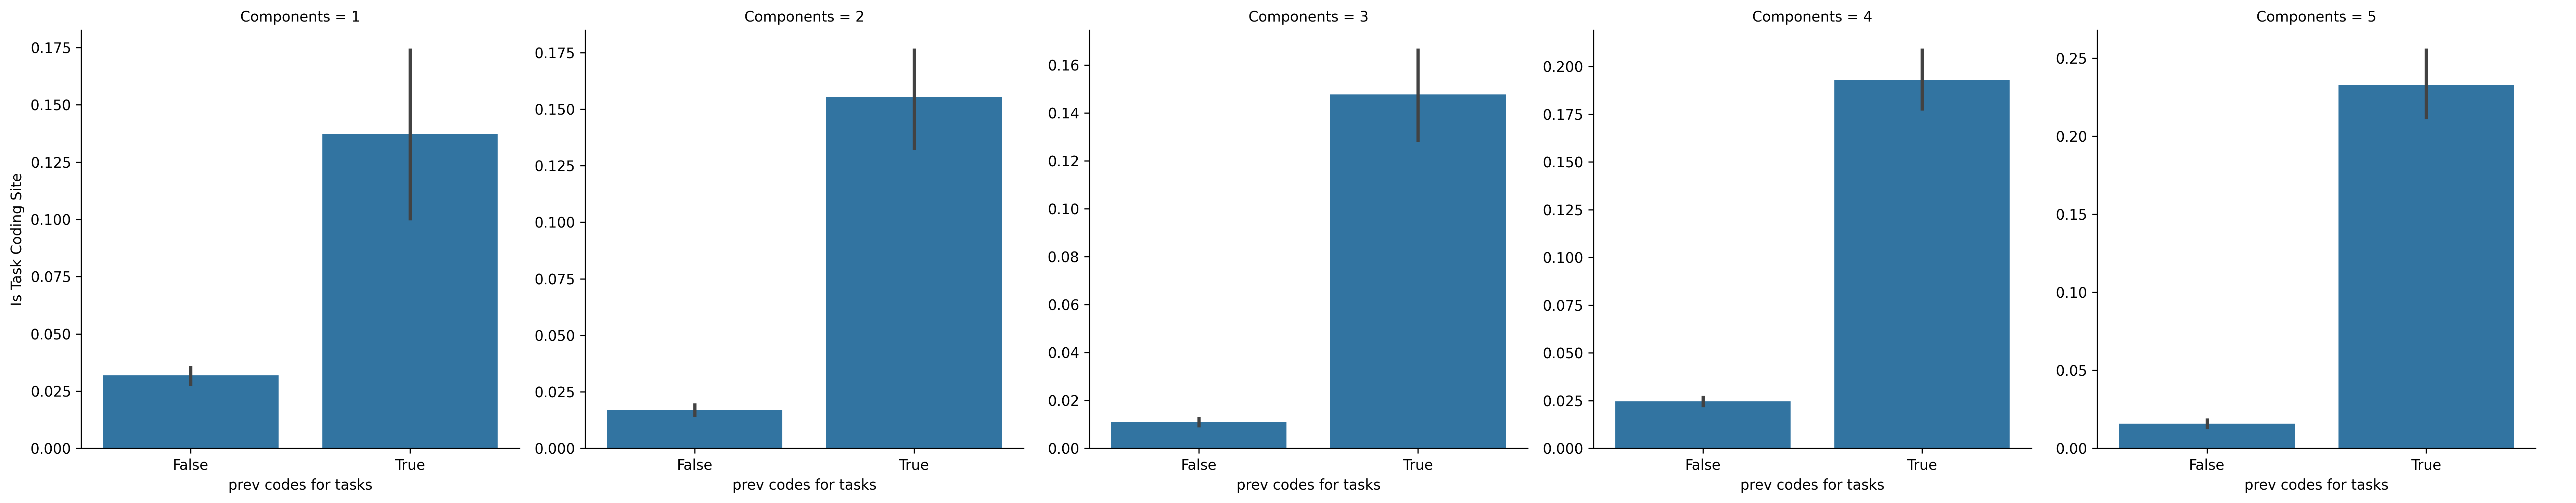 Components = 1
Components = 2
Components = 3
Components = 4
Components = 5
Is Task Coding Site
0.175
0.150
0.125
0.100
0.075
0.050
0.025
0.000
False
True
prev codes for tasks
0.175
0.150
0.125
0.100
0.075
0.050
0.025
0.000
False
True
prev codes for tasks
0.16
0.14
0.12
0.10
0.08
0.06
0.04
0.02
0.00
False
True
prev codes for tasks
0.200
0.175
0.150
0.125
0.100
0.075
0.050
0.025
0.000
False
True
prev codes for tasks
0.25
0.20
0.15
0.10
0.05
0.00
False
True
prev codes for tasks